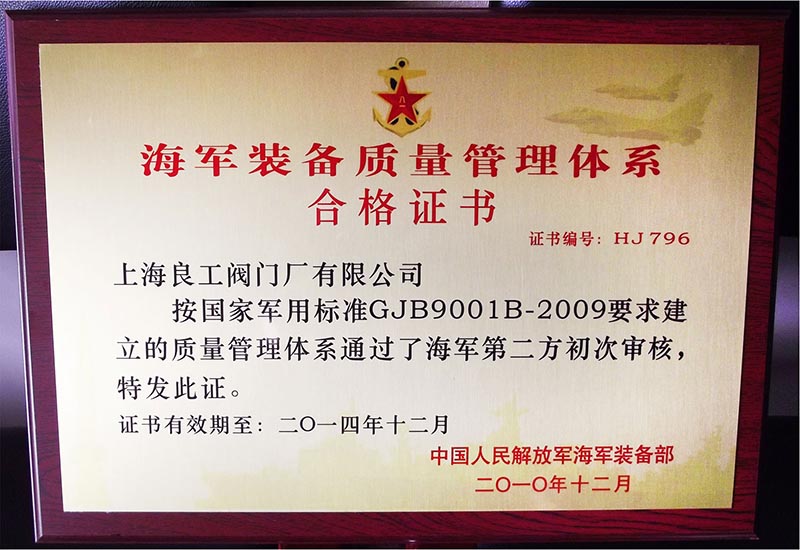 八一
海军装备质量管理体系
合格证书
证书编号：HJ796
上海良工阀门厂有限公司
按国家军用标准GJB9001B-2009要求建
立的质量管理体系通过了海军第二方初次审核，
特发此证。
证书有效期至：二〇一四年十二月
中国人民解放军海军装备部
二〇一〇年十二月